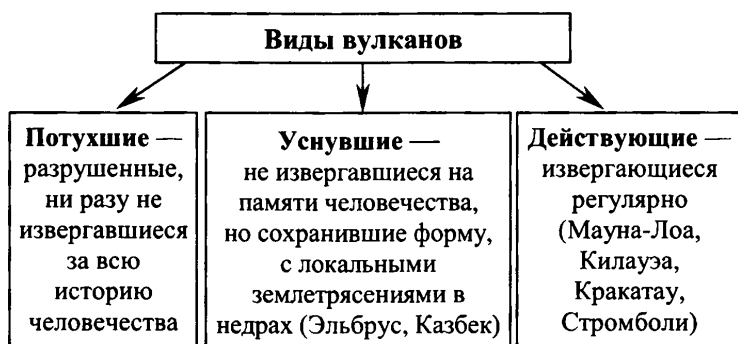 Виды вулканов
Потухшие —
разрушенные,
ни разу не
извергавшиеся
за всю
историю
человечества
Уснувшие —
не извергавшиеся на
памяти человечества,
но сохранившие форму,
с локальными
землетрясениями в
недрах (Эльбрус, Казбек)
Действующие —
извергающиеся
регулярно
(Мауна-Лоа,
Килауэа,
Кракатау,
Стромболи)